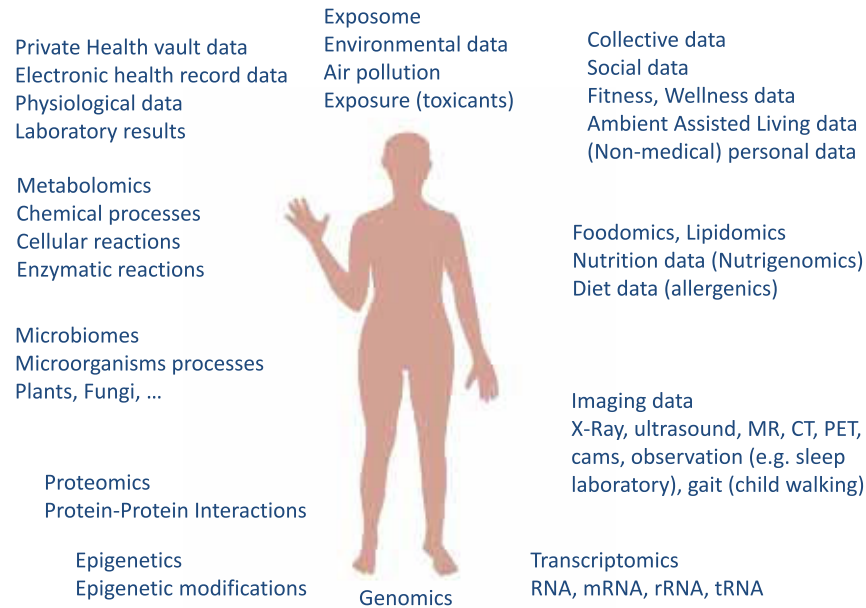 Exposome
Environmental data
Air pollution
Exposure (toxicants)
Private Health vault data
Electronic health record data
Physiological data
Laboratory results
Collective data
Social data
Fitness, Wellness data
Ambient Assisted Living data
(Non-medical) personal data
Metabolomics
Chemical processes
Cellular reactions
Enzymatic reactions
Foodomics, Lipidomics
Nutrition data (Nutrigenomics)
Diet data (allergenics)
Microbiomes
Microorganisms processes
Plants, Fungi, ...
Imaging data
X-Ray, ultrasound, MR, CT, PET,
cams, observation (e.g. sleep
laboratory), gait (child walking)
Proteomics
Protein-Protein Interactions
Epigenetics
Epigenetic modifications
Genomics
Transcriptomics
RNA, mRNA, rRNA, tRNA